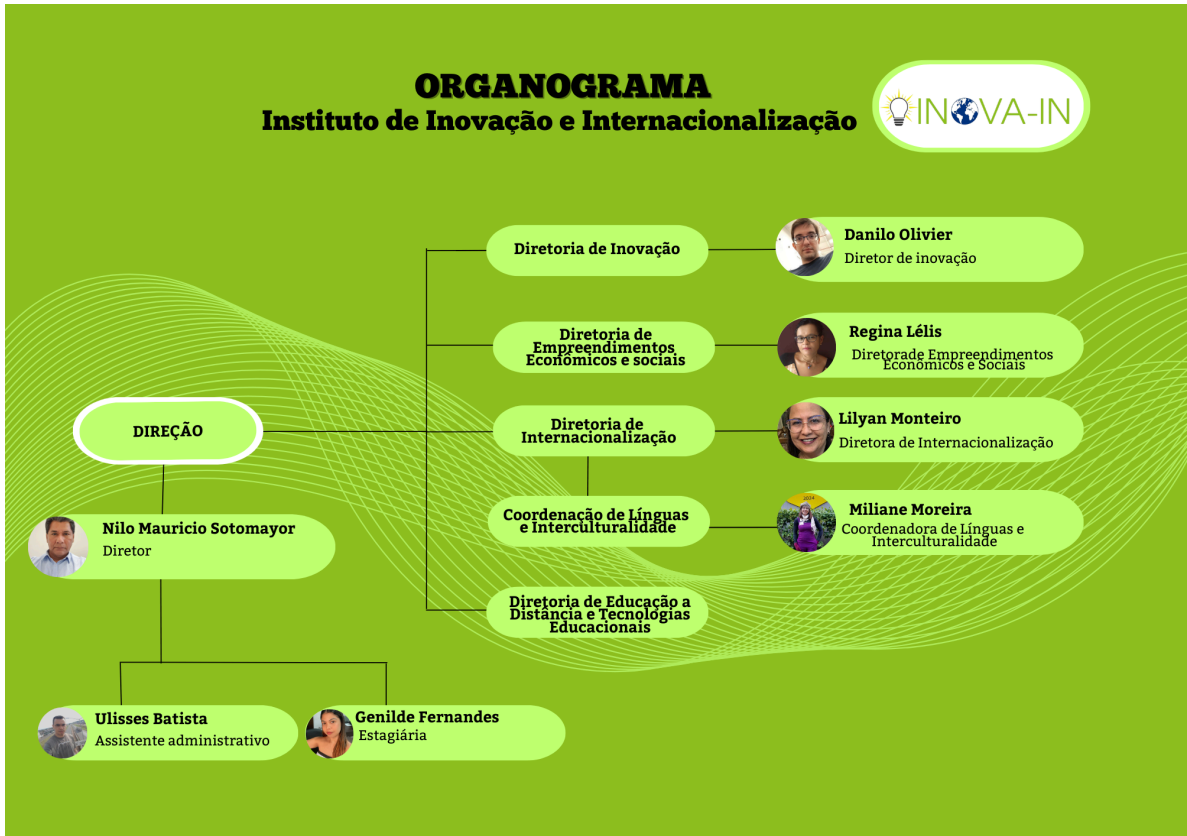 ORGANOGRAMA
Instituto de Inovação e Internacionalização
INOVA-IN
Diretoria de Inovação
Danilo Olivier
Diretor de inovação
Diretoria de
Empreendimentos
Econômicos e sociais
Regina Lélis
Diretorade Empreendimentos
Econômicos e Sociais
DIREÇÃO
Diretoria de
Internacionalização
Lilyan Monteiro
Diretora de Internacionalização
Coordenação de Línguas
e Interculturalidade
2024
Miliane Moreira
Coordenadora de Línguas e
Interculturalidade
Nilo Mauricio Sotomayor
Diretor
Diretoria de Educação a
Distância e Tecnologias
Educacionais
Ulisses Batista
Assistente administrativo
Genilde Fernandes
Estagiária